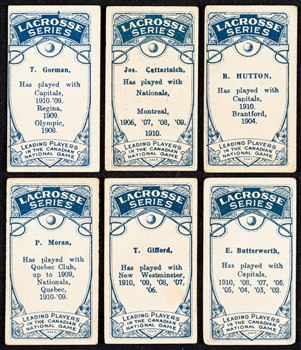 LACROSSE
SERIES
T. Gorman,
Has played with
Capitals,
1910-'09.
Regina,
1909.
Olympic,
1908.
LEADING PLAYERS
IN THE CANADIAN
NATIONAL GAME
LACROSSE
SERIES
Jos. Cattarinich,
Has played with
Nationals,
Montreal,
1906, '07, '08, '09,
1910.
LEADING PLAYERS
IN THE CANADIAN
NATIONAL GAME
LACROSSE
SERIES
B. HUTTON,
Has played with
Capitals,
1910.
Brantford,
1904.
LEADING PLAYERS
IN THE CANADIAN
NATIONAL GAME
LACROSSE
SERIES
P. Moran,
Has played with
Quebec Club,
up to 1909,
Nationals,
Quebec,
1910-'09.
LEADING PLAYERS
IN THE CANADIAN
NATIONAL GAME
LACROSSE
SERIES
T. Gifford,
Has played with
New Westminster,
1910, '09, '08, '07,
'06.
LEADING PLAYERS
IN THE CANADIAN
NATIONAL GAME
LACROSSE
SERIES
E. Butterworth,
Has played with
Capitals,
1910, '08, '07, '06,
'05, '04, '03, '02.
LEADING PLAYERS
IN THE CANADIAN
NATIONAL GAME